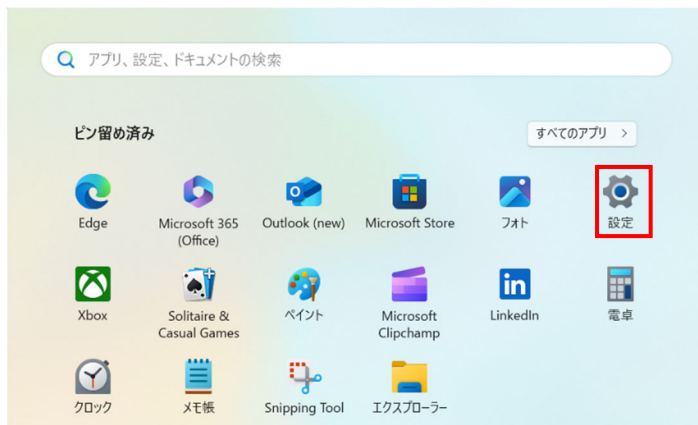 アプリ、設定、ドキュメントの検索
ピン留め済み
すべてのアプリ >
Edge
Microsoft 365
(Office)
Outlook (new)
Microsoft Store
フォト
設定
Xbox
Solitaire &
Casual Games
ペイント
Microsoft
Clipchamp
LinkedIn
電卓
クロック
メモ帳
Snipping Tool
エクスプローラー